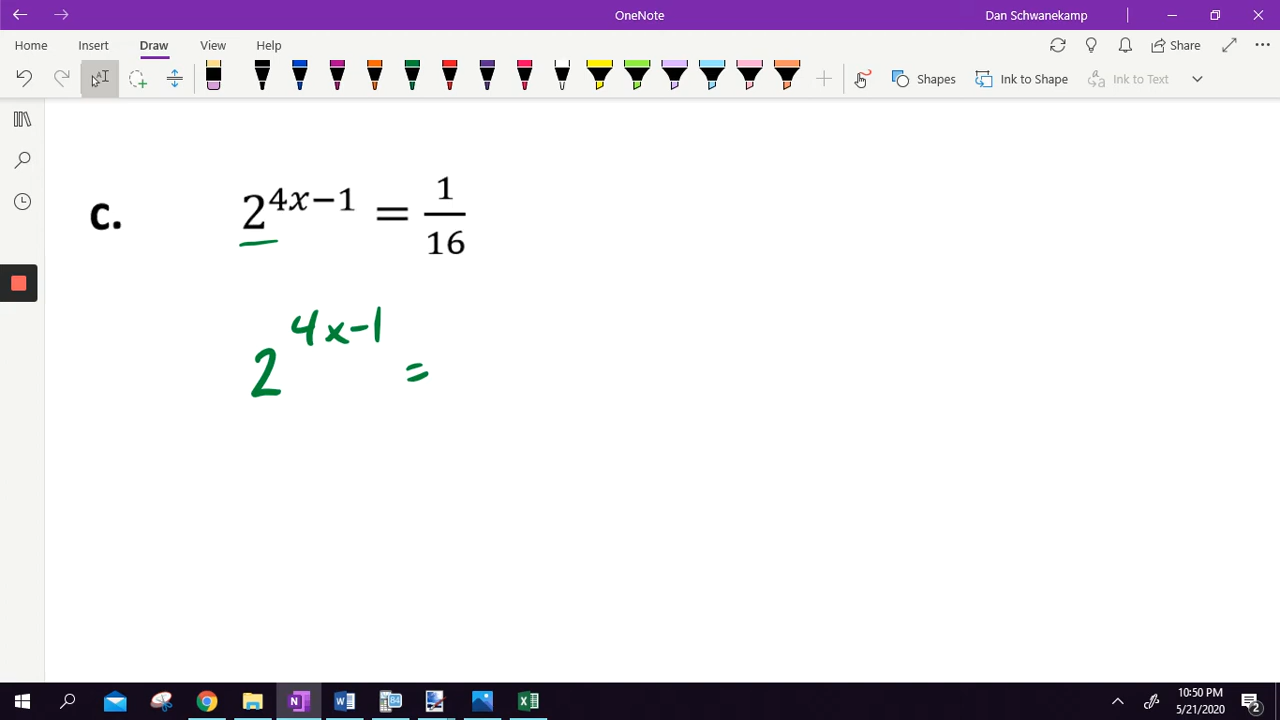 OneNote
Dan Schwanekamp
Home Insert Draw View Help
Share
Shapes
Ink to Shape
Ink to Text
c. 2^{4x−1} = 1/16
2^{4x-1} =
10:50 PM
5/21/2020
2